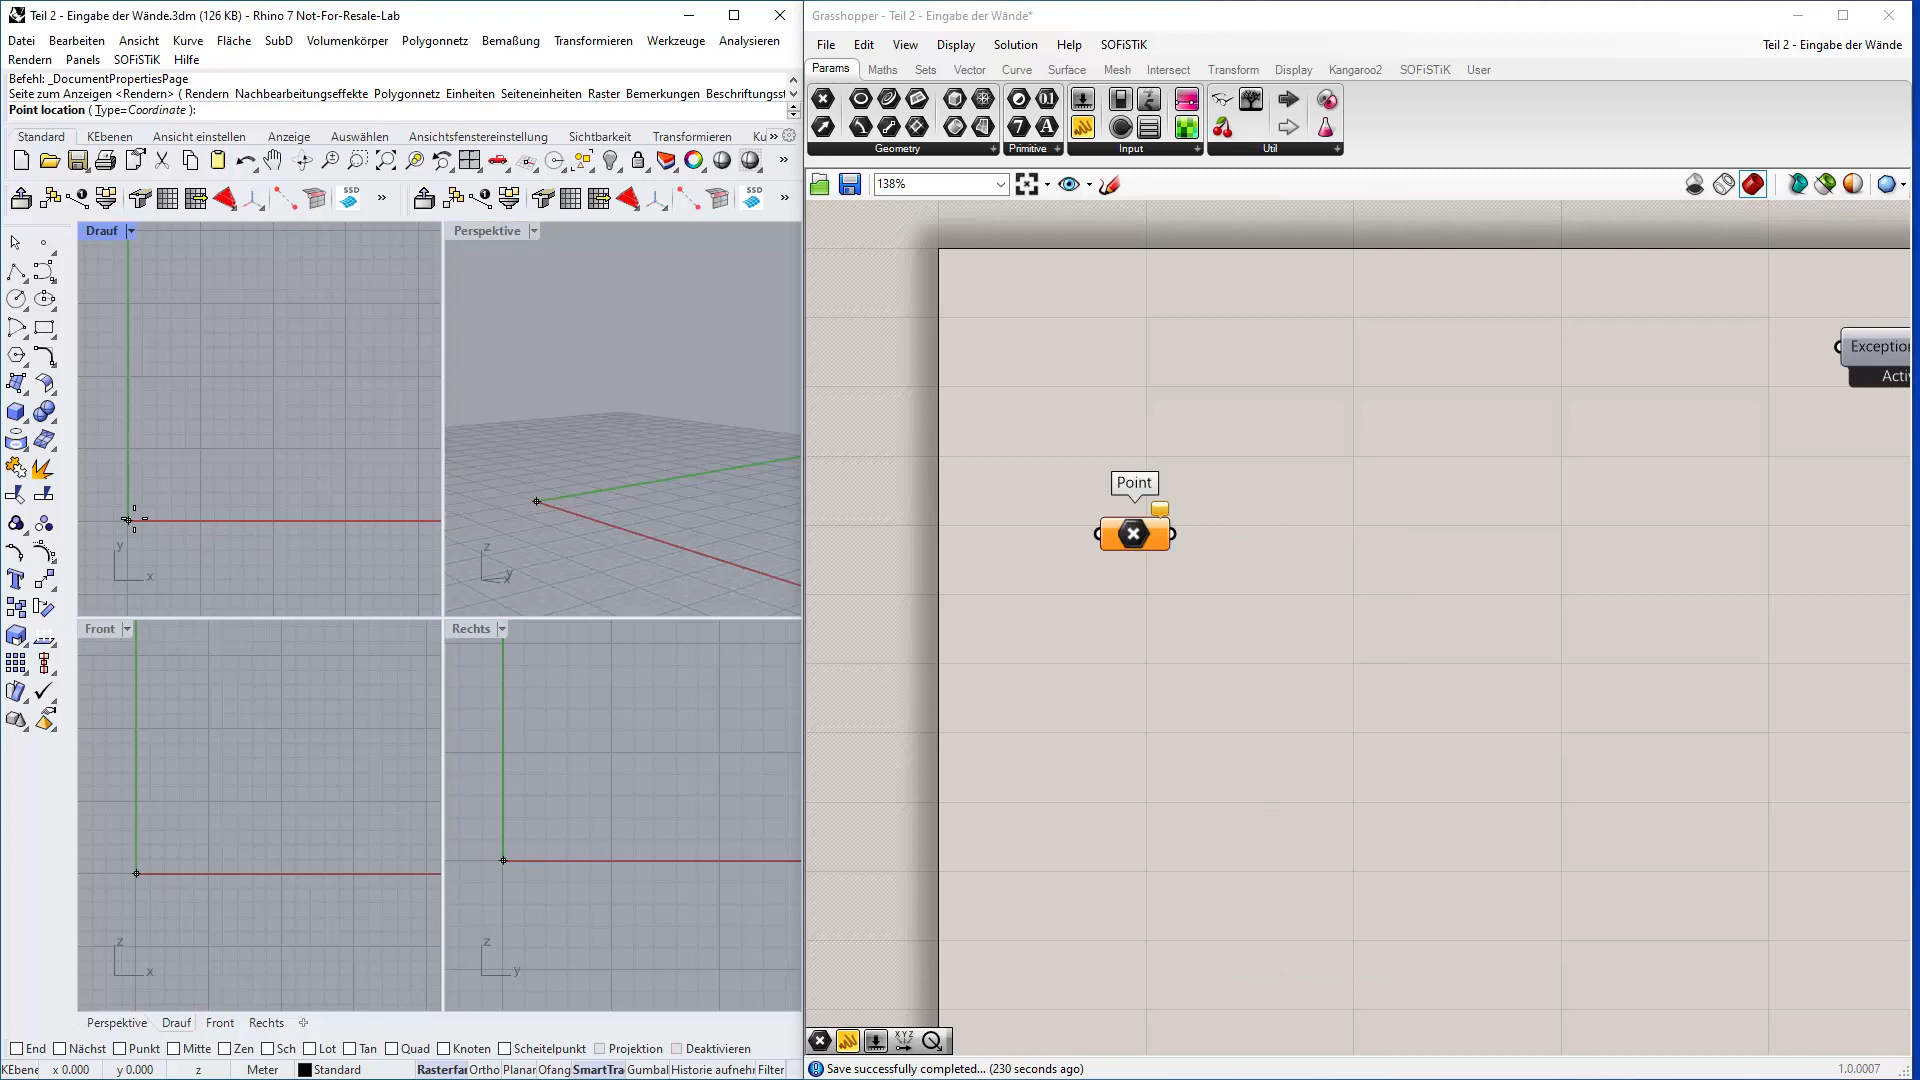 Teil 2 - Eingabe der Wände.3dm (126 KB) - Rhino 7 Not-For-Resale-Lab
Datei Bearbeiten Ansicht Kurve Fläche SubD Volumenkörper Polygonnetz Bemaßung Transformieren Werkzeuge Analysieren
Rendern Panels SOFiSTiK Hilfe
Befehl: _DocumentPropertiesPage
Seite zum Anzeigen <Rendern> ( Rendern Nachbearbeitungseffekte Polygonnetz Einheiten Seiteneinheiten Raster Bemerkungen Beschriftungsst
Point location ( Type=Coordinate ):
Standard KEbenen Ansicht einstellen Anzeige Auswählen Ansichtsfenstereinstellung Sichtbarkeit Transformieren Ku »
SSD » SSD »
Drauf
Perspektive
y
x
z
y
Front
Rechts
z
x
z
y
Perspektive Drauf Front Rechts
End Nächst Punkt Mitte Zen Sch Lot Tan Quad Knoten Scheitelpunkt Projektion Deaktivieren
KEbene x 0.000 y 0.000 z Meter Standard Rasterfar Ortho Planar Ofang SmartTra Gumbal Historie aufnehr Filter
Grasshopper - Teil 2 - Eingabe der Wände*
File Edit View Display Solution Help SOFiSTiK Teil 2 - Eingabe der Wände
Params Maths Sets Vector Curve Surface Mesh Intersect Transform Display Kangaroo2 SOFiSTiK User
Geometry Primitive Input Util
138%
Exception
Activ
Point
XYZ
Save successfully completed... (230 seconds ago) 1.0.0007